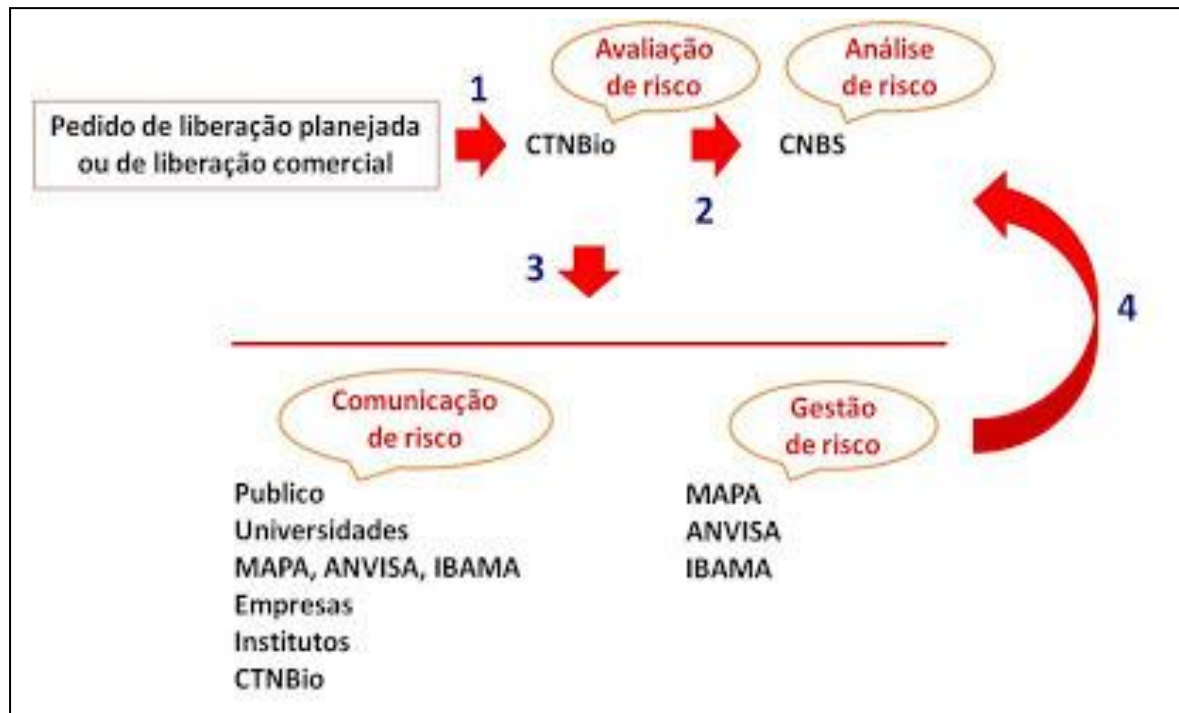 Avaliação
de risco
Análise
de risco
1
Pedido de liberação planejada
ou de liberação comercial
CTNBio
CNBS
2
3
4
Comunicação
de risco
Gestão
de risco
Publico
Universidades
MAPA, ANVISA, IBAMA
Empresas
Institutos
CTNBio
MAPA
ANVISA
IBAMA